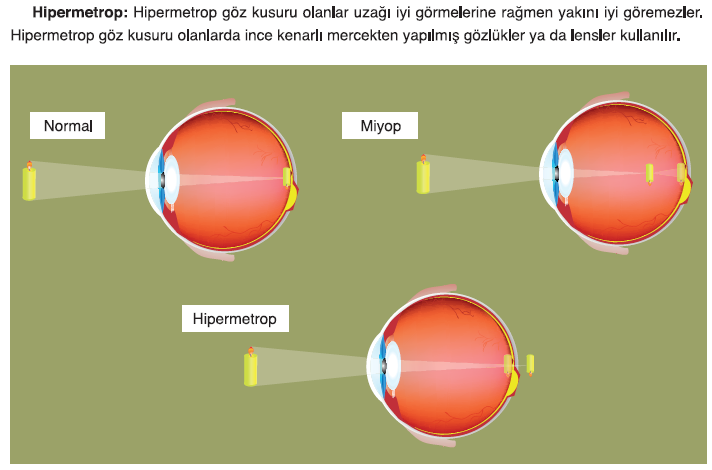 Hipermetrop: Hipermetrop göz kusuru olanlar uzağı iyi görmelerine rağmen yakını iyi göremezler.
Hipermetrop göz kusuru olanlarda ince kenarlı mercekten yapılmış gözlükler ya da lensler kullanılır.
Normal
Miyop
Hipermetrop